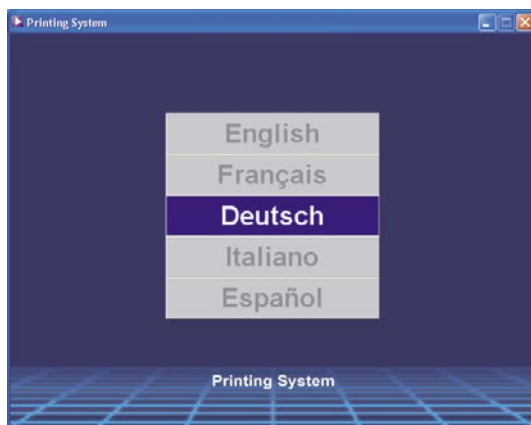 Printing System
English
Français
Deutsch
Italiano
Español
Printing System